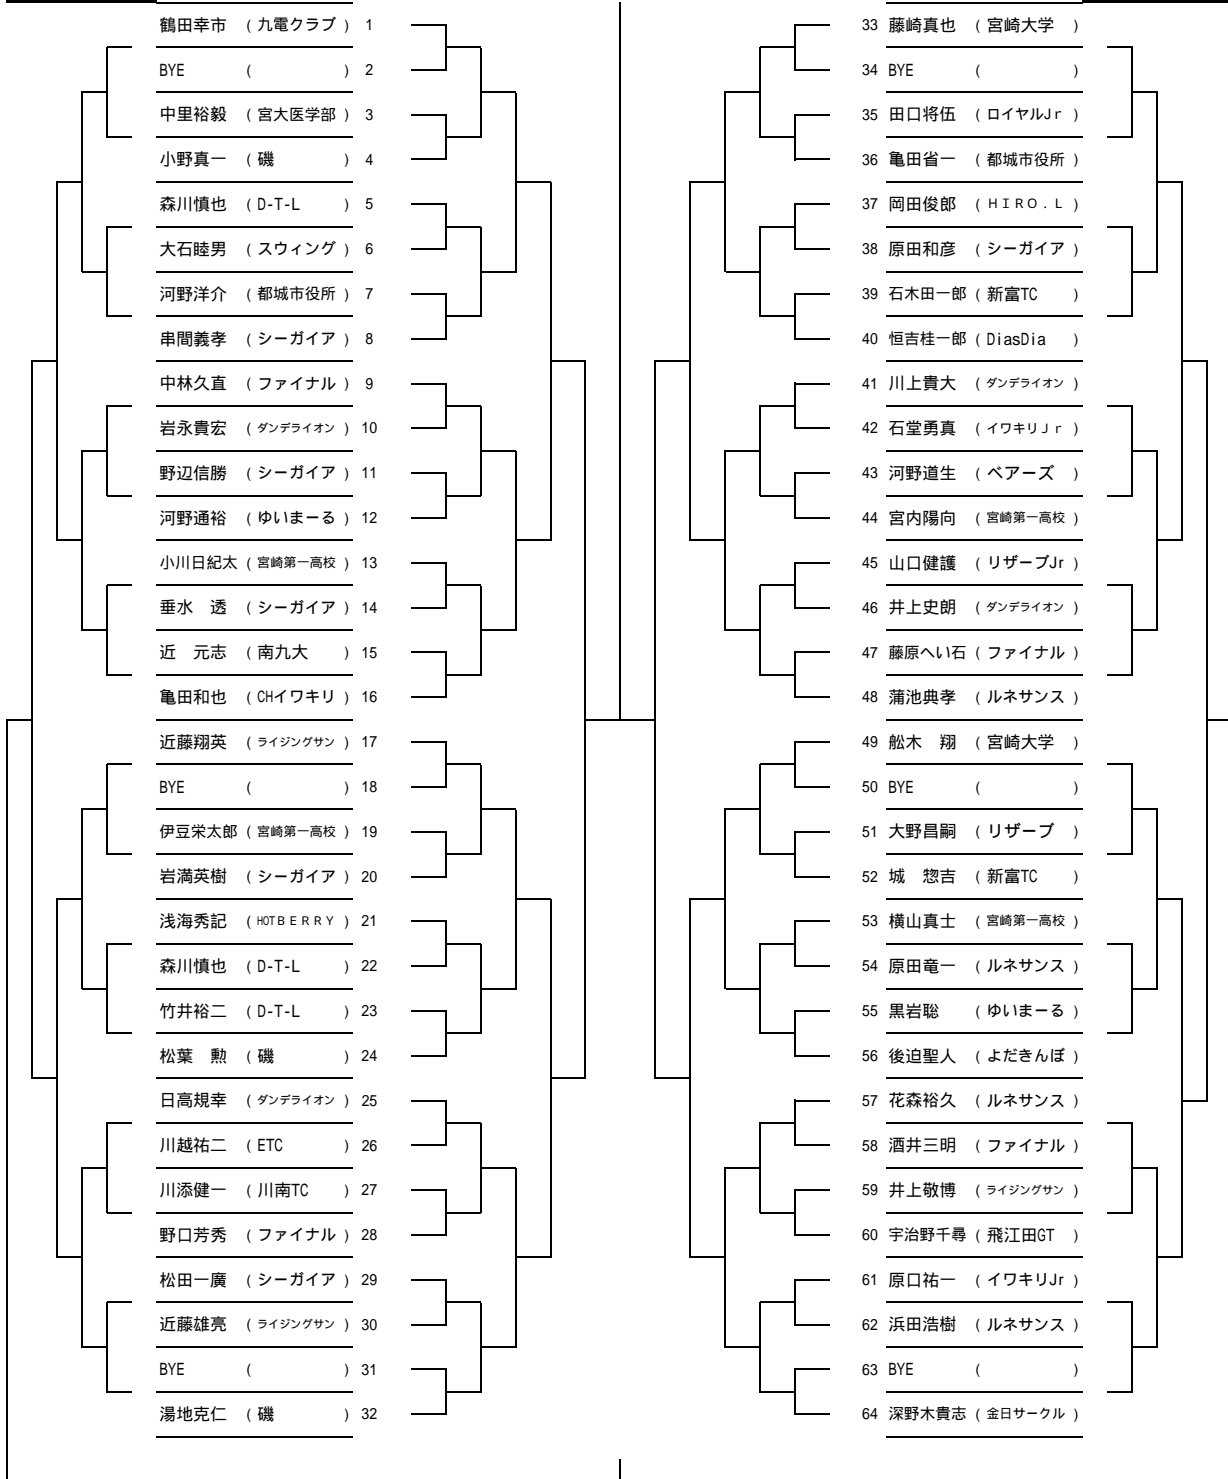 鶴田幸市 ( 九電クラブ ) 1
BYE ( ) 2
中里裕毅 ( 宮大医学部 ) 3
小野真一 ( 磯 ) 4
森川慎也 ( D-T-L ) 5
大石睦男 ( スウィング ) 6
河野洋介 ( 都城市役所 ) 7
串間義孝 ( シーガイア ) 8
中林久直 ( ファイナル ) 9
岩永貴宏 ( ダンデライオン ) 10
野辺信勝 ( シーガイア ) 11
河野通裕 ( ゆいまーる ) 12
小川日紀太 ( 宮崎第一高校 ) 13
垂水　透 ( シーガイア ) 14
近　元志 ( 南九大 ) 15
亀田和也 ( CHイワキリ ) 16
近藤翔英 ( ライジングサン ) 17
BYE ( ) 18
伊豆栄太郎 ( 宮崎第一高校 ) 19
岩満英樹 ( シーガイア ) 20
浅海秀記 ( HOTＢＥＲＲＹ ) 21
森川慎也 ( D-T-L ) 22
竹井裕二 ( D-T-L ) 23
松葉　勲 ( 磯 ) 24
日高規幸 ( ダンデライオン ) 25
川越祐二 ( ETC ) 26
川添健一 ( 川南TC ) 27
野口芳秀 ( ファイナル ) 28
松田一廣 ( シーガイア ) 29
近藤雄亮 ( ライジングサン ) 30
BYE ( ) 31
湯地克仁 ( 磯 ) 32
33 藤崎真也 ( 宮崎大学 )
34 BYE ( )
35 田口将伍 ( ロイヤルJｒ )
36 亀田省一 ( 都城市役所 )
37 岡田俊郎 ( ＨＩＲＯ．Ｌ )
38 原田和彦 ( シーガイア )
39 石木田一郎 ( 新富TC )
40 恒吉桂一郎 ( DiasDia )
41 川上貴大 ( ダンデライオン )
42 石堂勇真 ( イワキリＪｒ )
43 河野道生 ( ベアーズ )
44 宮内陽向 ( 宮崎第一高校 )
45 山口健護 ( リザーブJr )
46 井上史朗 ( ダンデライオン )
47 藤原へい石 ( ファイナル )
48 蒲池典孝 ( ルネサンス )
49 舩木　翔 ( 宮崎大学 )
50 BYE ( )
51 大野昌嗣 ( リザーブ )
52 城　惣吉 ( 新富TC )
53 横山真士 ( 宮崎第一高校 )
54 原田竜一 ( ルネサンス )
55 黒岩聡 ( ゆいまーる )
56 後迫聖人 ( よだきんぼ )
57 花森裕久 ( ルネサンス )
58 酒井三明 ( ファイナル )
59 井上敬博 ( ライジングサン )
60 宇治野千尋 ( 飛江田GT )
61 原口祐一 ( イワキリJr )
62 浜田浩樹 ( ルネサンス )
63 BYE ( )
64 深野木貴志 ( 金日サークル )